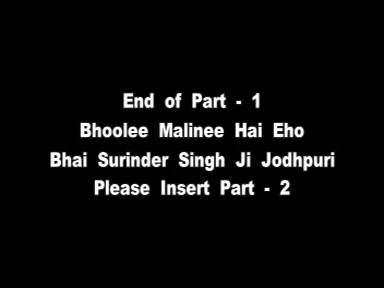 End of Part - 1
Bhoolee Malinee Hai Eho
Bhai Surinder Singh Ji Jodhpuri
Please Insert Part - 2